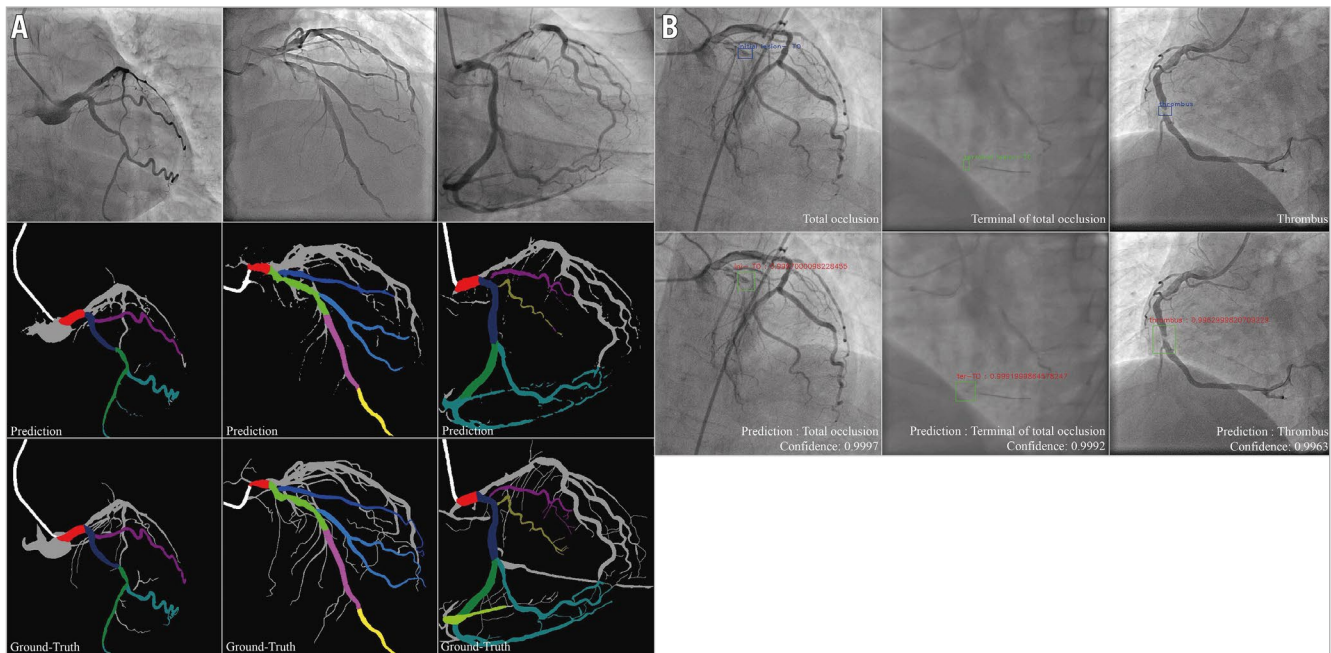 A
B
Total occlusion
Terminal of total occlusion
thrombus
Thrombus
Prediction
Prediction
Prediction
Prediction : Total occlusion
Confidence: 0.9997
Prediction : Terminal of total occlusion
Confidence: 0.9992
Prediction : Thrombus
Confidence: 0.9963
Ground-Truth
Ground-Truth
Ground-Truth